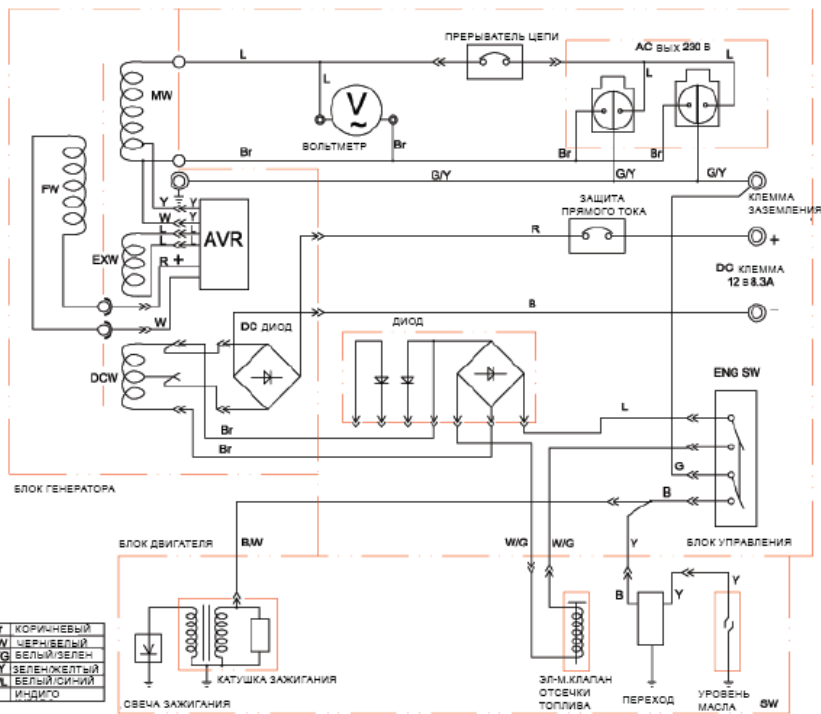 ПРЕРЫВАТЕЛЬ ЦЕПИ
AC ВЫХ 230 В
L
L
L
L
L
MW
V
~
ВОЛЬТМЕТР
Br
Br
Br
Br
FW
G/Y
G/Y
G/Y
КЛЕММА
ЗАЗЕМЛЕНИЯ
ЗАЩИТА
ПРЯМОГО ТОКА
Y Y
W Y
L L
L L
R +
W
AVR
EXW
R
+
DC КЛЕММА
12 В 8.3А
B
−
DC ДИОД
ДИОД
DCW
ENG SW
L
Br
Br
G
B
БЛОК ГЕНЕРАТОРА
БЛОК ДВИГАТЕЛЯ
B/W
W/G
W/G
Y
БЛОК УПРАВЛЕНИЯ
B
Y
Y
КОРИЧНЕВЫЙ
W ЧЕРН/БЕЛЫЙ
G БЕЛЫЙ/ЗЕЛЕН
Y ЗЕЛЕН/ЖЕЛТЫЙ
L БЕЛЫЙ/СИНИЙ
ИНДИГО
СВЕЧА ЗАЖИГАНИЯ
КАТУШКА ЗАЖИГАНИЯ
ЭЛ-М.КЛАПАН
ОТСЕЧКИ
ТОПЛИВА
ПЕРЕХОД
УРОВЕНЬ
МАСЛА
SW